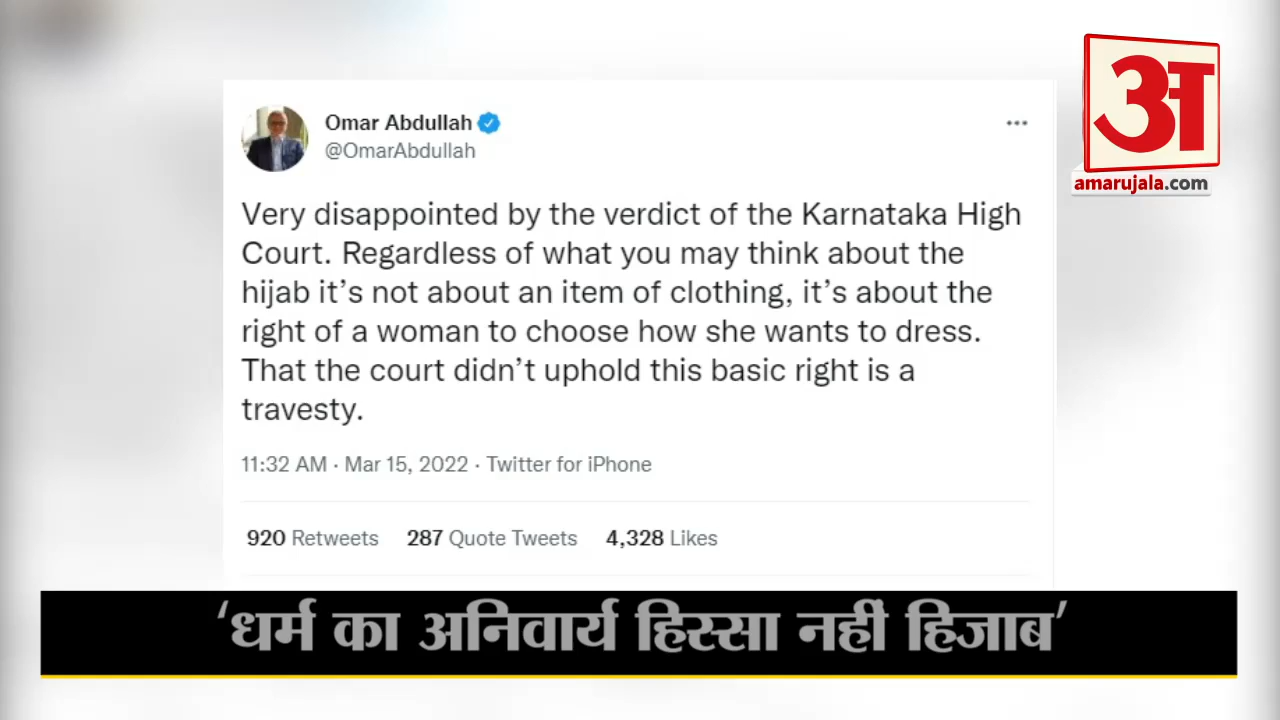 Omar Abdullah
@OmarAbdullah
अ
amarujala.com
Very disappointed by the verdict of the Karnataka High
Court. Regardless of what you may think about the
hijab it’s not about an item of clothing, it’s about the
right of a woman to choose how she wants to dress.
That the court didn’t uphold this basic right is a
travesty.
11:32 AM · Mar 15, 2022 · Twitter for iPhone
920 Retweets 287 Quote Tweets 4,328 Likes
‘धर्म का अनिवार्य हिस्सा नहीं हिजाब’